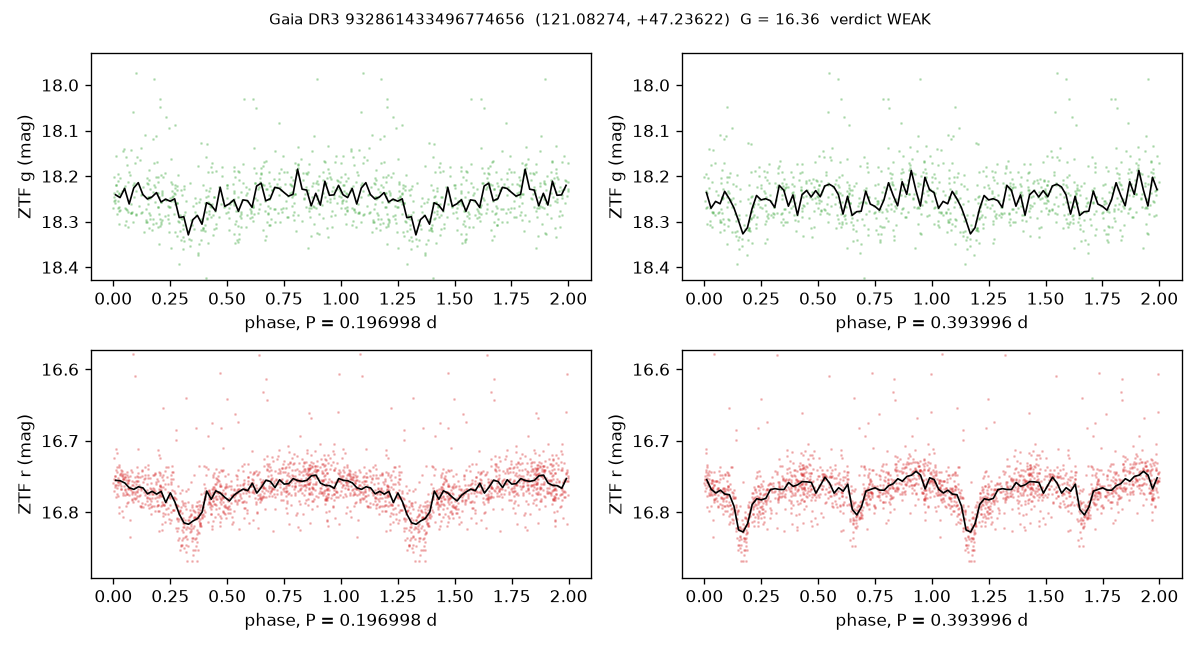 Gaia DR3 932861433496774656 (121.08274, +47.23622) G = 16.36 verdict WEAK
ZTF g (mag)
18.0
18.1
18.2
18.3
18.4
0.00 0.25 0.50 0.75 1.00 1.25 1.50 1.75 2.00
phase, P = 0.196998 d
ZTF g (mag)
18.0
18.1
18.2
18.3
18.4
0.00 0.25 0.50 0.75 1.00 1.25 1.50 1.75 2.00
phase, P = 0.393996 d
ZTF r (mag)
16.6
16.7
16.8
0.00 0.25 0.50 0.75 1.00 1.25 1.50 1.75 2.00
phase, P = 0.196998 d
ZTF r (mag)
16.6
16.7
16.8
0.00 0.25 0.50 0.75 1.00 1.25 1.50 1.75 2.00
phase, P = 0.393996 d